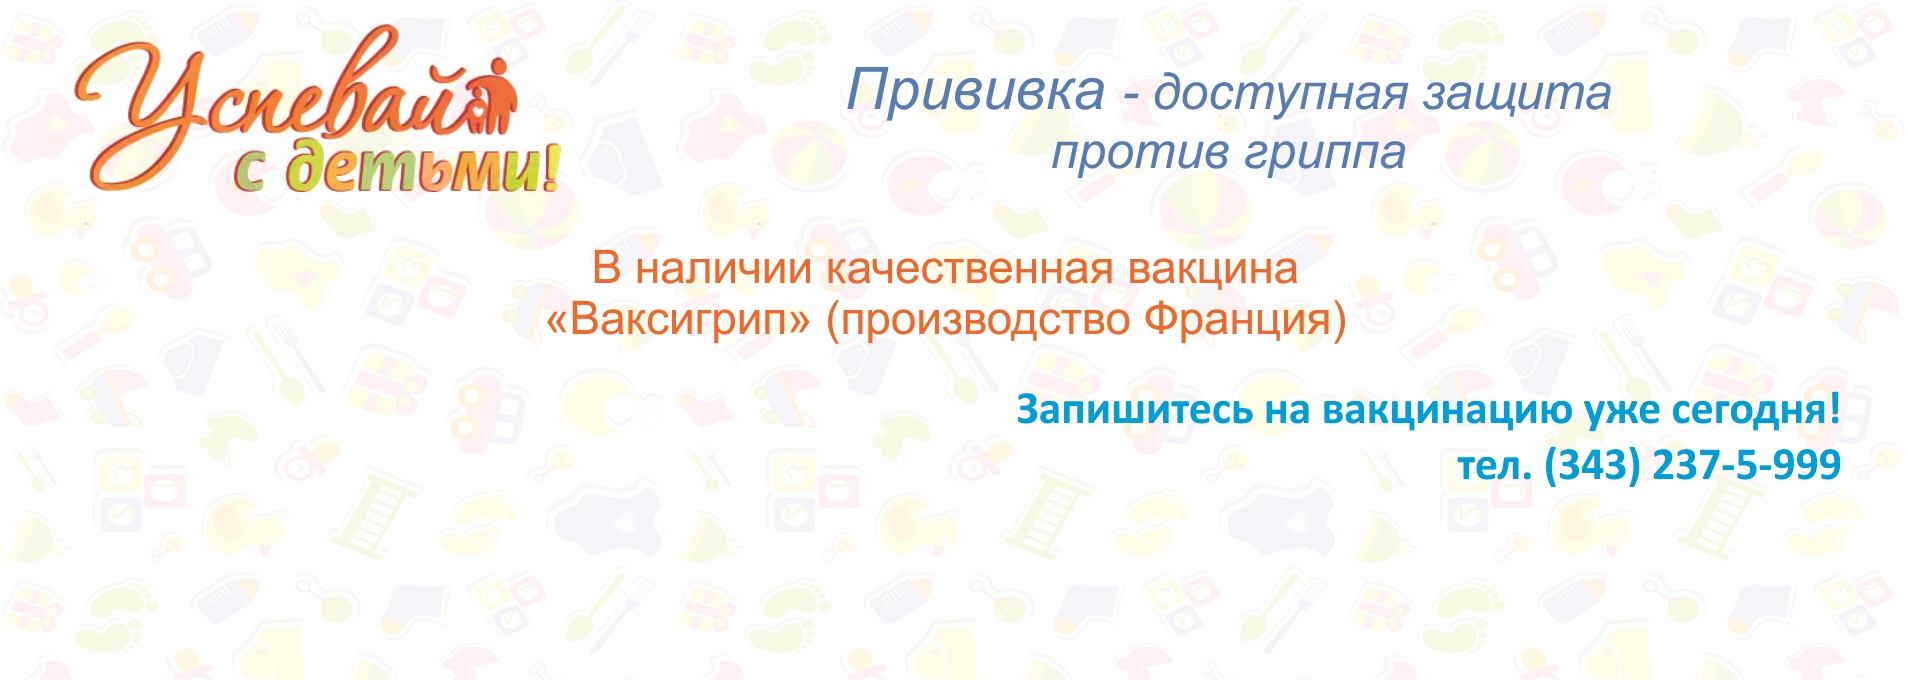 Успевай
с детьми!
Прививка - доступная защита
против гриппа
В наличии качественная вакцина
«Ваксигрип» (производство Франция)
Запишитесь на вакцинацию уже сегодня!
тел. (343) 237-5-999